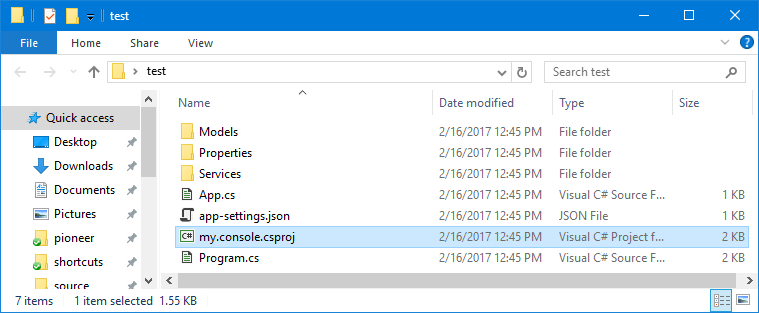 test
File Home Share View
test Search test
Name Date modified Type Size
Quick access
Desktop
Downloads
Documents
Pictures
pioneer
shortcuts
source
Models 2/16/2017 12:45 PM File folder
Properties 2/16/2017 12:45 PM File folder
Services 2/16/2017 12:45 PM File folder
App.cs 2/16/2017 12:45 PM Visual C# Source F... 1 KB
app-settings.json 2/16/2017 12:45 PM JSON File 1 KB
C# my.console.csproj 2/16/2017 12:45 PM Visual C# Project f... 2 KB
Program.cs 2/16/2017 12:45 PM Visual C# Source F... 2 KB
7 items 1 item selected 1.55 KB